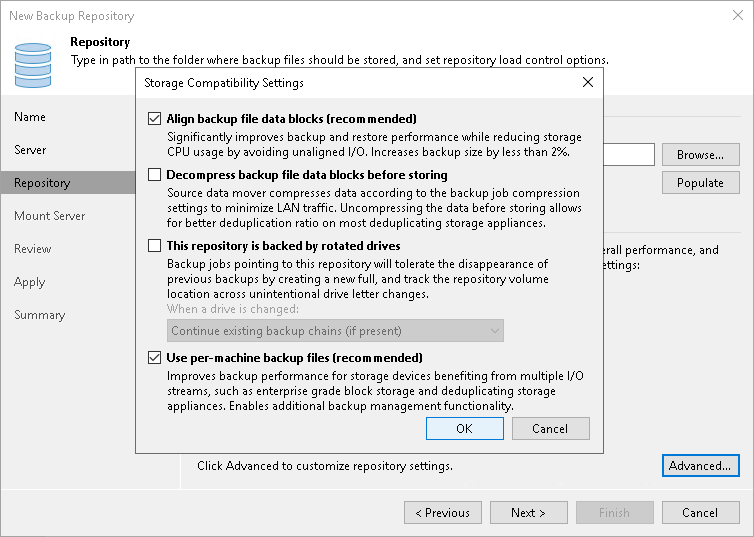 New Backup Repository
Repository
Type in path to the folder where backup files should be stored, and set repository load control options.
Name
Server
Repository
Mount Server
Review
Apply
Summary
Storage Compatibility Settings
Align backup file data blocks (recommended)
Significantly improves backup and restore performance while reducing storage
CPU usage by avoiding unaligned I/O. Increases backup size by less than 2%.
Decompress backup file data blocks before storing
Source data mover compresses data according to the backup job compression
settings to minimize LAN traffic. Uncompressing the data before storing allows
for better deduplication ratio on most deduplicating storage appliances.
This repository is backed by rotated drives
Backup jobs pointing to this repository will tolerate the disappearance of
previous backups by creating a new full, and track the repository volume
location across unintentional drive letter changes.
When a drive is changed:
Continue existing backup chains (if present)
Use per-machine backup files (recommended)
Improves backup performance for storage devices benefiting from multiple I/O
streams, such as enterprise grade block storage and deduplicating storage
appliances. Enables additional backup management functionality.
OK
Cancel
Browse...
Populate
erall performance, and
ettings:
Click Advanced to customize repository settings.
Advanced...
< Previous
Next >
Finish
Cancel